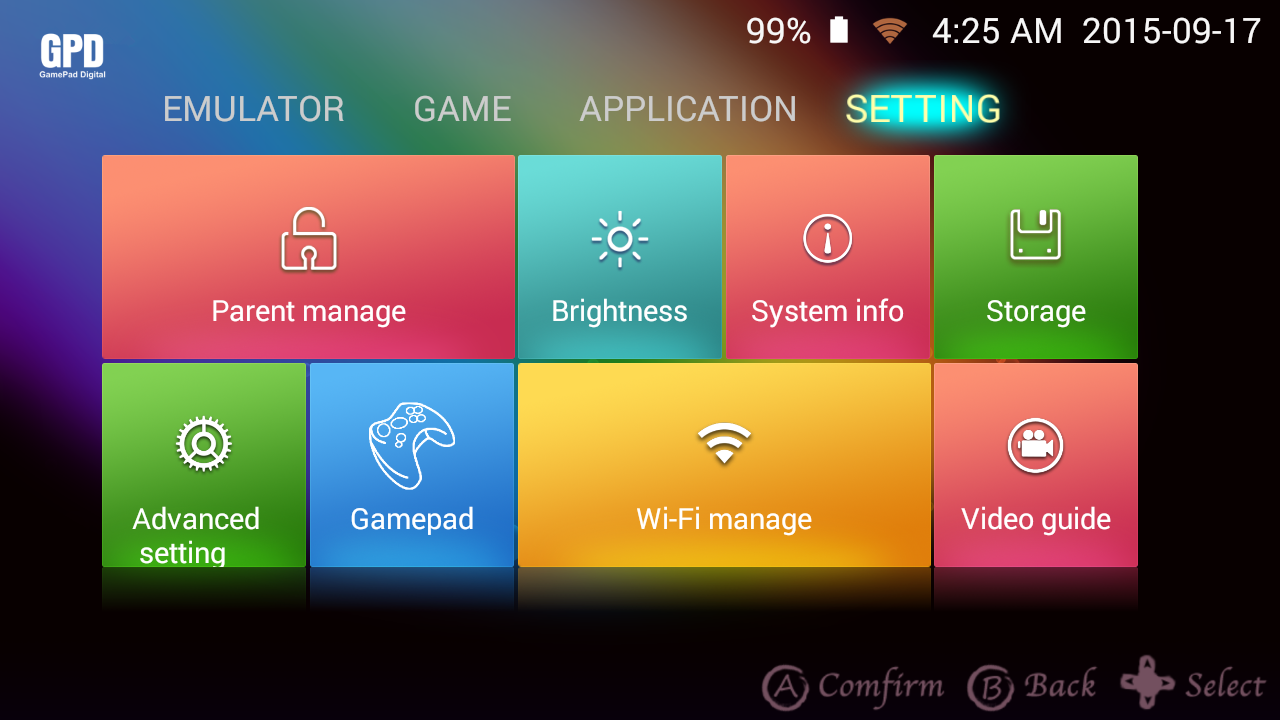 99% 4:25 AM 2015-09-17
GPD
GamePad Digital
EMULATOR GAME APPLICATION SETTING
Parent manage
Brightness
System info
Storage
Advanced
setting
Gamepad
Wi-Fi manage
Video guide
A Comfirm B Back Select